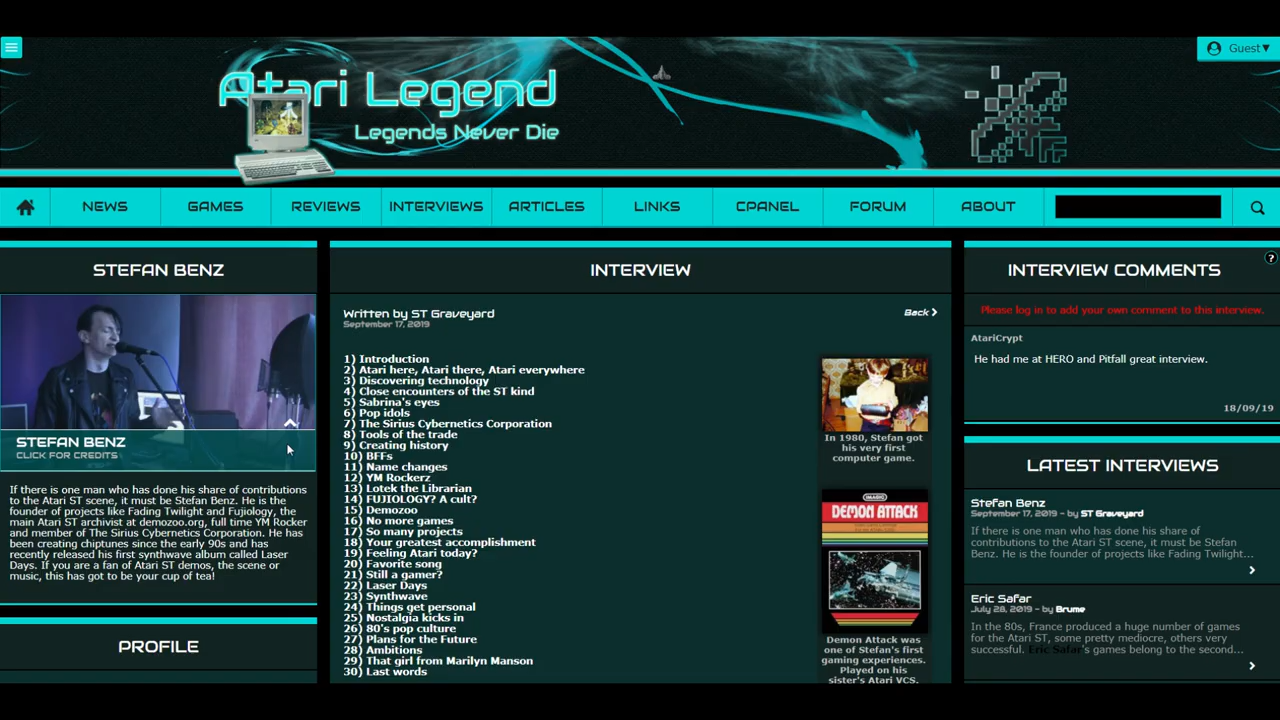 Guest▼
Atari Legend
Legends Never Die
NEWS
GAMES
REVIEWS
INTERVIEWS
ARTICLES
LINKS
CPANEL
FORUM
ABOUT
STEFAN BENZ
STEFAN BENZ
CLICK FOR CREDITS
If there is one man who has done his share of contributions
to the Atari ST scene, it must be Stefan Benz. He is the
founder of projects like Fading Twilight and Fujiology, the
main Atari ST archivist at demozoo.org, full time YM Rocker
and member of The Sirius Cybernetics Corporation. He has
been creating chiptunes since the early 90s and has
recently released his first synthwave album called Laser
Days. If you are a fan of Atari ST demos, the scene or
music, this has got to be your cup of tea!
PROFILE
INTERVIEW
Written by ST Graveyard
September 17, 2019
Back
1) Introduction
2) Atari here, Atari there, Atari everywhere
3) Discovering technology
4) Close encounters of the ST kind
5) Sabrina's eyes
6) Pop idols
7) The Sirius Cybernetics Corporation
8) Tools of the trade
9) Creating history
10) BFFs
11) Name changes
12) YM Rockerz
13) Lotek the Librarian
14) FUJIOLOGY? A cult?
15) Demozoo
16) No more games
17) So many projects
18) Your greatest accomplishment
19) Feeling Atari today?
20) Favorite song
21) Still a gamer?
22) Laser Days
23) Synthwave
24) Things get personal
25) Nostalgia kicks in
26) 80's pop culture
27) Plans for the Future
28) Ambitions
29) That girl from Marilyn Manson
30) Last words
In 1980, Stefan got
his very first
computer game.
IMAGIC
DEMON ATTACK
Demon Attack was
one of Stefan's first
gaming experiences.
Played on his
sister's Atari VCS.
INTERVIEW COMMENTS
?
Please log in to add your own comment to this interview.
AtariCrypt
He had me at HERO and Pitfall great interview.
18/09/19
LATEST INTERVIEWS
Stefan Benz
September 17, 2019 - by ST Graveyard
If there is one man who has done his share of
contributions to the Atari ST scene, it must be Stefan
Benz. He is the founder of projects like Fading Twilight...
Eric Safar
July 28, 2019 - by Brume
In the 80s, France produced a huge number of games
for the Atari ST, some pretty mediocre, others very
successful. Eric Safar's games belong to the second...